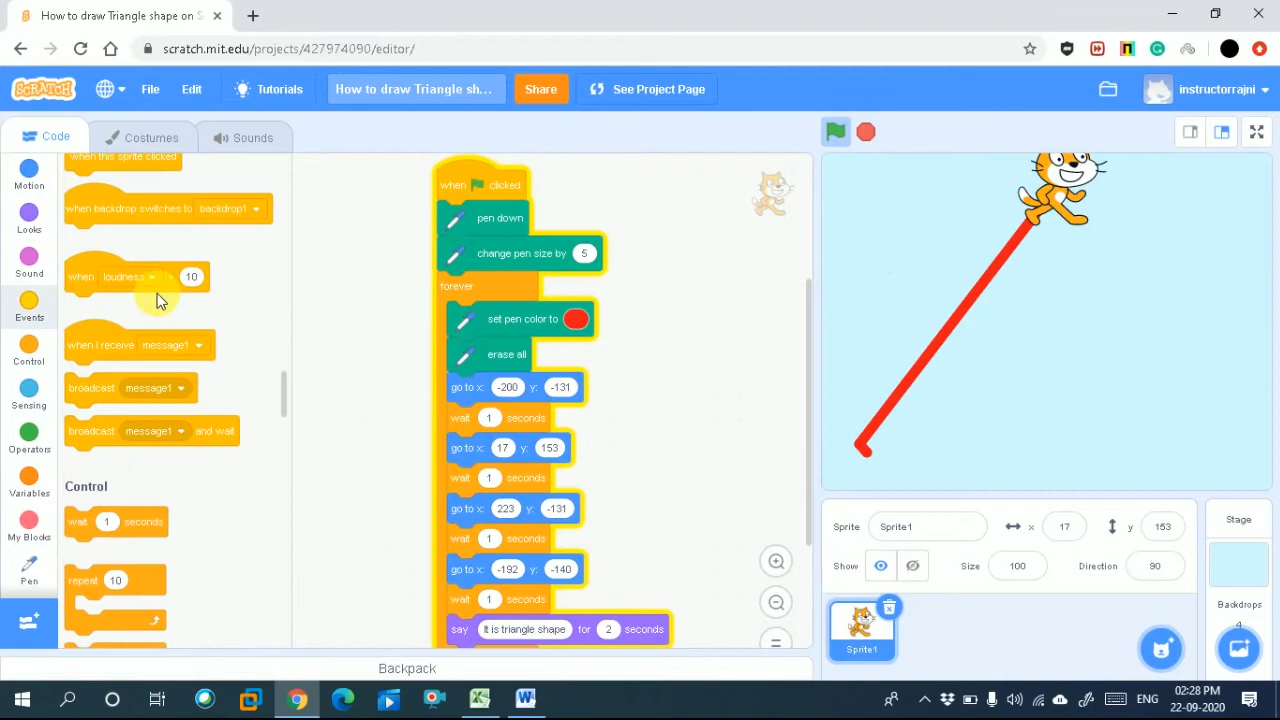 How to draw Triangle shape on S
scratch.mit.edu/projects/427974090/editor/
SCRATCH File Edit Tutorials How to draw Triangle sh... Share See Project Page instructorrajni
Code Costumes Sounds
Motion
Looks
Sound
Events
Control
Sensing
Operators
Variables
My Blocks
Pen
when this sprite clicked
when backdrop switches to backdrop1
when loudness > 10
when I receive message1
broadcast message1
broadcast message1 and wait
Control
wait 1 seconds
repeat 10
when clicked
pen down
change pen size by 5
forever
set pen color to
erase all
go to x: -200 y: -131
wait 1 seconds
go to x: 17 y: 153
wait 1 seconds
go to x: 223 y: -131
wait 1 seconds
go to x: -192 y: -140
wait 1 seconds
say It is triangle shape for 2 seconds
Sprite Sprite1 x 17 y 153
Show Size 100 Direction 90
Sprite1
Stage
Backdrops
4
Backpack
ENG
02:28 PM
22-09-2020